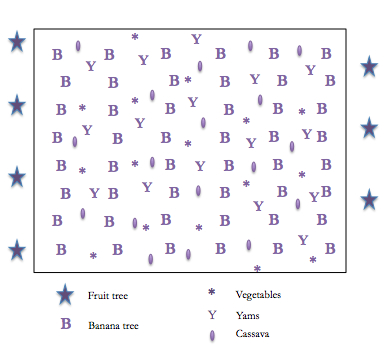 Y
B B Y B B B B
Y Y
B B B B Y B B
Y
B B B B B B
Y Y
B B B B Y B Y B
B B B Y B B B
Y
B Y B B B B Y B
Y
B B B B B B
Y
B B B B B B
Fruit tree
* Vegetables
B Banana tree
Y Yams
Cassava